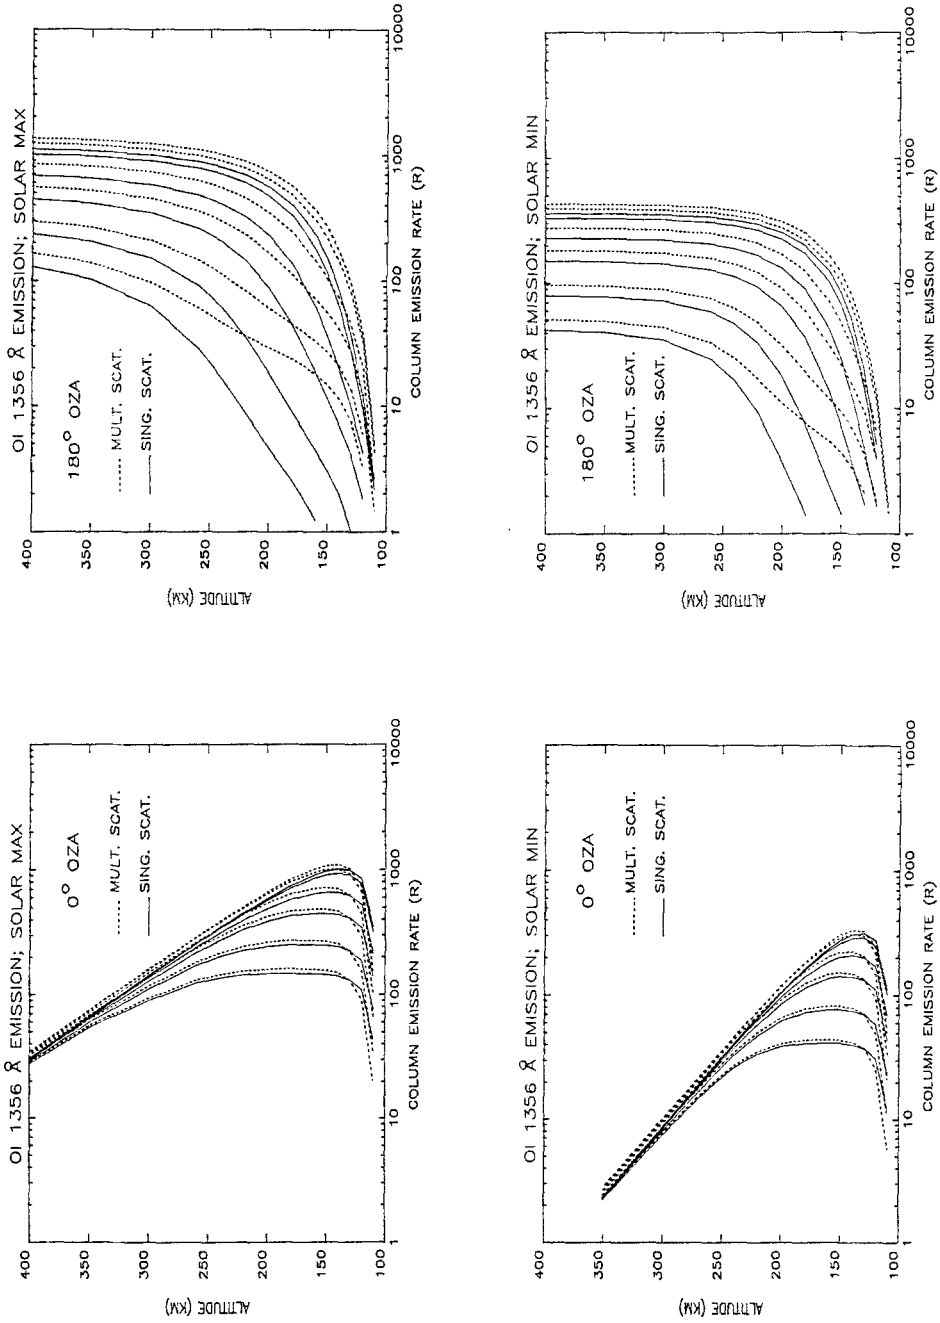 OI 1356 Å EMISSION; SOLAR MAX
0° OZA
MULT. SCAT.
SING. SCAT.
400
350
300
250
200
150
100
ALTITUDE (KM)
1
10
100
1000
10000
COLUMN EMISSION RATE (R)
OI 1356 Å EMISSION; SOLAR MAX
180° OZA
MULT. SCAT.
SING. SCAT.
400
350
300
250
200
150
100
ALTITUDE (KM)
1
10
100
1000
10000
COLUMN EMISSION RATE (R)
OI 1356 Å EMISSION; SOLAR MIN
0° OZA
MULT. SCAT.
SING. SCAT.
400
350
300
250
200
150
100
ALTITUDE (KM)
1
10
100
1000
10000
COLUMN EMISSION RATE (R)
OI 1356 Å EMISSION; SOLAR MIN
180° OZA
MULT. SCAT.
SING. SCAT.
400
350
300
250
200
150
100
ALTITUDE (KM)
1
10
100
1000
10000
COLUMN EMISSION RATE (R)